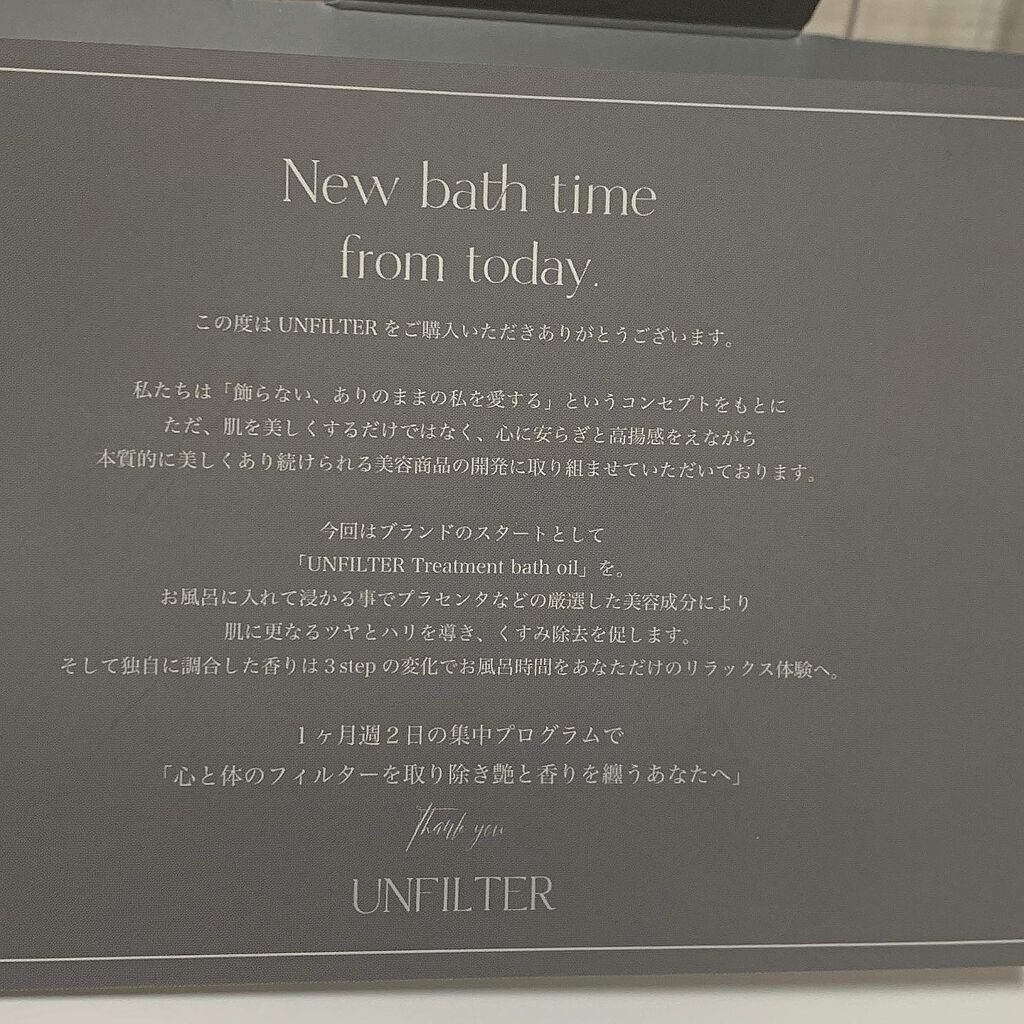 New bath time
from today.
この度は UNFILTER をご購入いただきありがとうございます。
私たちは「飾らない、ありのままの私を愛する」というコンセプトをもとに
ただ、肌を美しくするだけではなく、心に安らぎと高揚感をえながら
本質的に美しくあり続けられる美容商品の開発に取り組ませていただいております。
今回はブランドのスタートとして
「UNFILTER Treatment bath oil」を。
お風呂に入れて浸かる事でプラセンタなどの厳選した美容成分により
肌に更なるツヤとハリを導き、くすみ除去を促します。
そして独自に調合した香りは３step の変化でお風呂時間をあなただけのリラックス体験へ。
１ヶ月週２日の集中プログラムで
「心と体のフィルターを取り除き艶と香りを纏うあなたへ」
thank you
UNFILTER